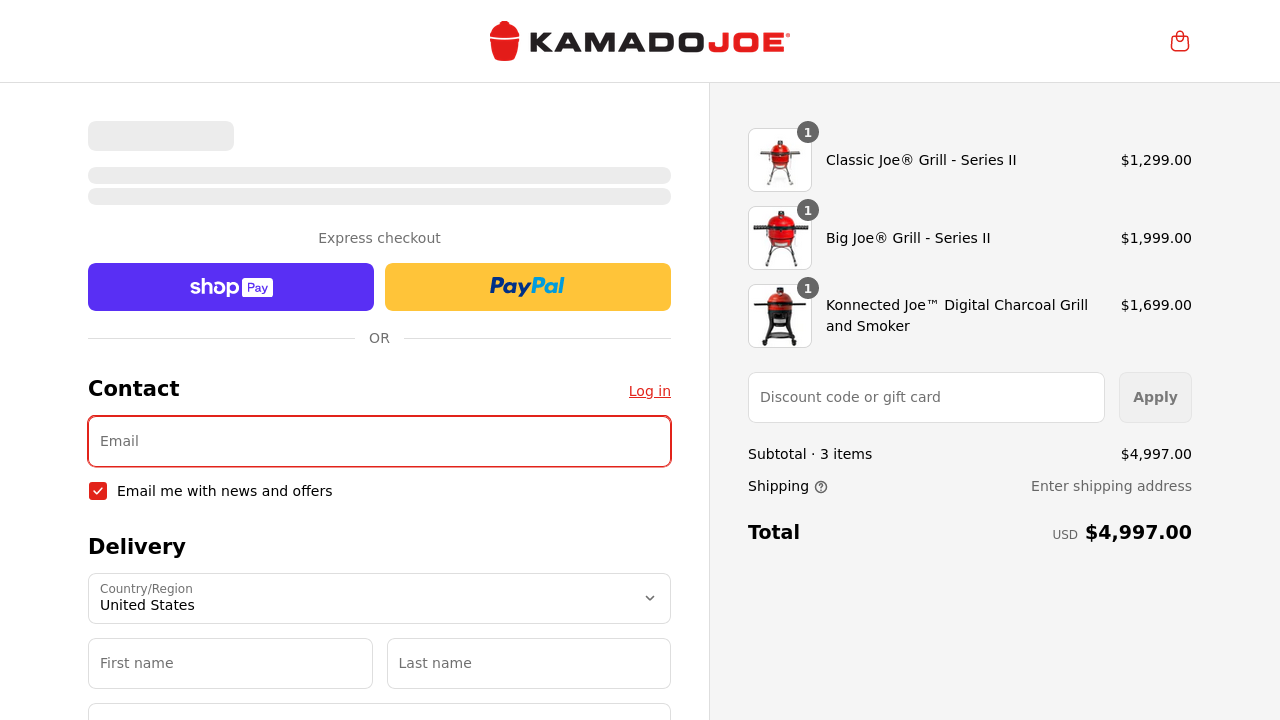 KAMADOJOE®
Express checkout
shop Pay
PayPal
OR
Contact
Log in
Email
Email me with news and offers
Delivery
Country/Region
United States
First name
Last name
1
Classic Joe® Grill - Series II
$1,299.00
1
Big Joe® Grill - Series II
$1,999.00
1
Konnected Joe™ Digital Charcoal Grill
and Smoker
$1,699.00
Discount code or gift card
Apply
Subtotal · 3 items
$4,997.00
Shipping
Enter shipping address
Total
USD $4,997.00